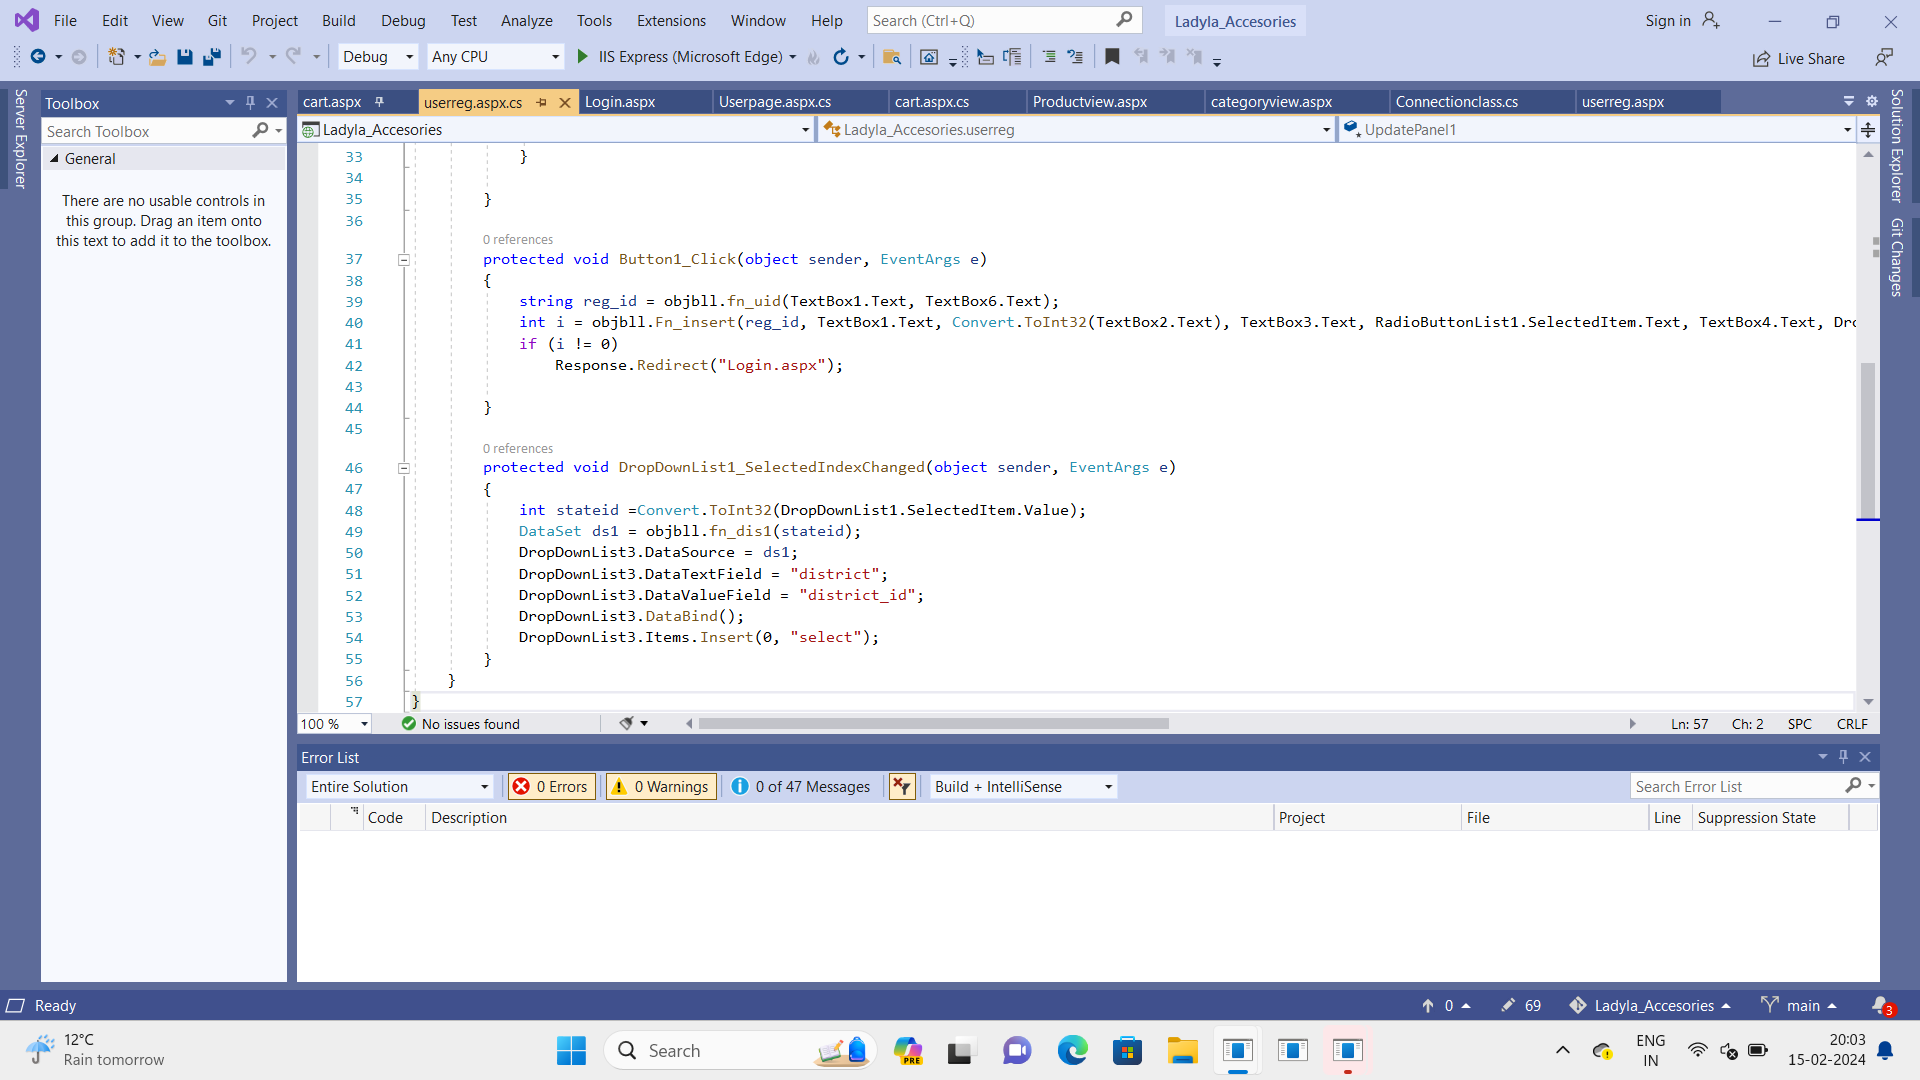 File Edit View Git Project Build Debug Test Analyze Tools Extensions Window Help Search (Ctrl+Q) Ladyla_Accesories Sign in
Debug Any CPU IIS Express (Microsoft Edge) Live Share
Server Explorer
Toolbox
Search Toolbox
General
There are no usable controls in
this group. Drag an item onto
this text to add it to the toolbox.
cart.aspx userreg.aspx.cs Login.aspx Userpage.aspx.cs cart.aspx.cs Productview.aspx categoryview.aspx Connectionclass.cs userreg.aspx
Ladyla_Accesories Ladyla_Accesories.userreg UpdatePanel1
33 }
34
35 }
36
0 references
37 protected void Button1_Click(object sender, EventArgs e)
38 {
39 string reg_id = objbll.fn_uid(TextBox1.Text, TextBox6.Text);
40 int i = objbll.Fn_insert(reg_id, TextBox1.Text, Convert.ToInt32(TextBox2.Text), TextBox3.Text, RadioButtonList1.SelectedItem.Text, TextBox4.Text, Dro
41 if (i != 0)
42 Response.Redirect("Login.aspx");
43
44 }
45
0 references
46 protected void DropDownList1_SelectedIndexChanged(object sender, EventArgs e)
47 {
48 int stateid =Convert.ToInt32(DropDownList1.SelectedItem.Value);
49 DataSet ds1 = objbll.fn_dis1(stateid);
50 DropDownList3.DataSource = ds1;
51 DropDownList3.DataTextField = "district";
52 DropDownList3.DataValueField = "district_id";
53 DropDownList3.DataBind();
54 DropDownList3.Items.Insert(0, "select");
55 }
56 }
57 }
100 % No issues found Ln: 57 Ch: 2 SPC CRLF
Solution Explorer
Git Changes
Error List
Entire Solution 0 Errors 0 Warnings 0 of 47 Messages Build + IntelliSense Search Error List
Code Description Project File Line Suppression State
Ready 0 69 Ladyla_Accesories main 3
12°C
Rain tomorrow
Search
PRE
ENG
IN
20:03
15-02-2024